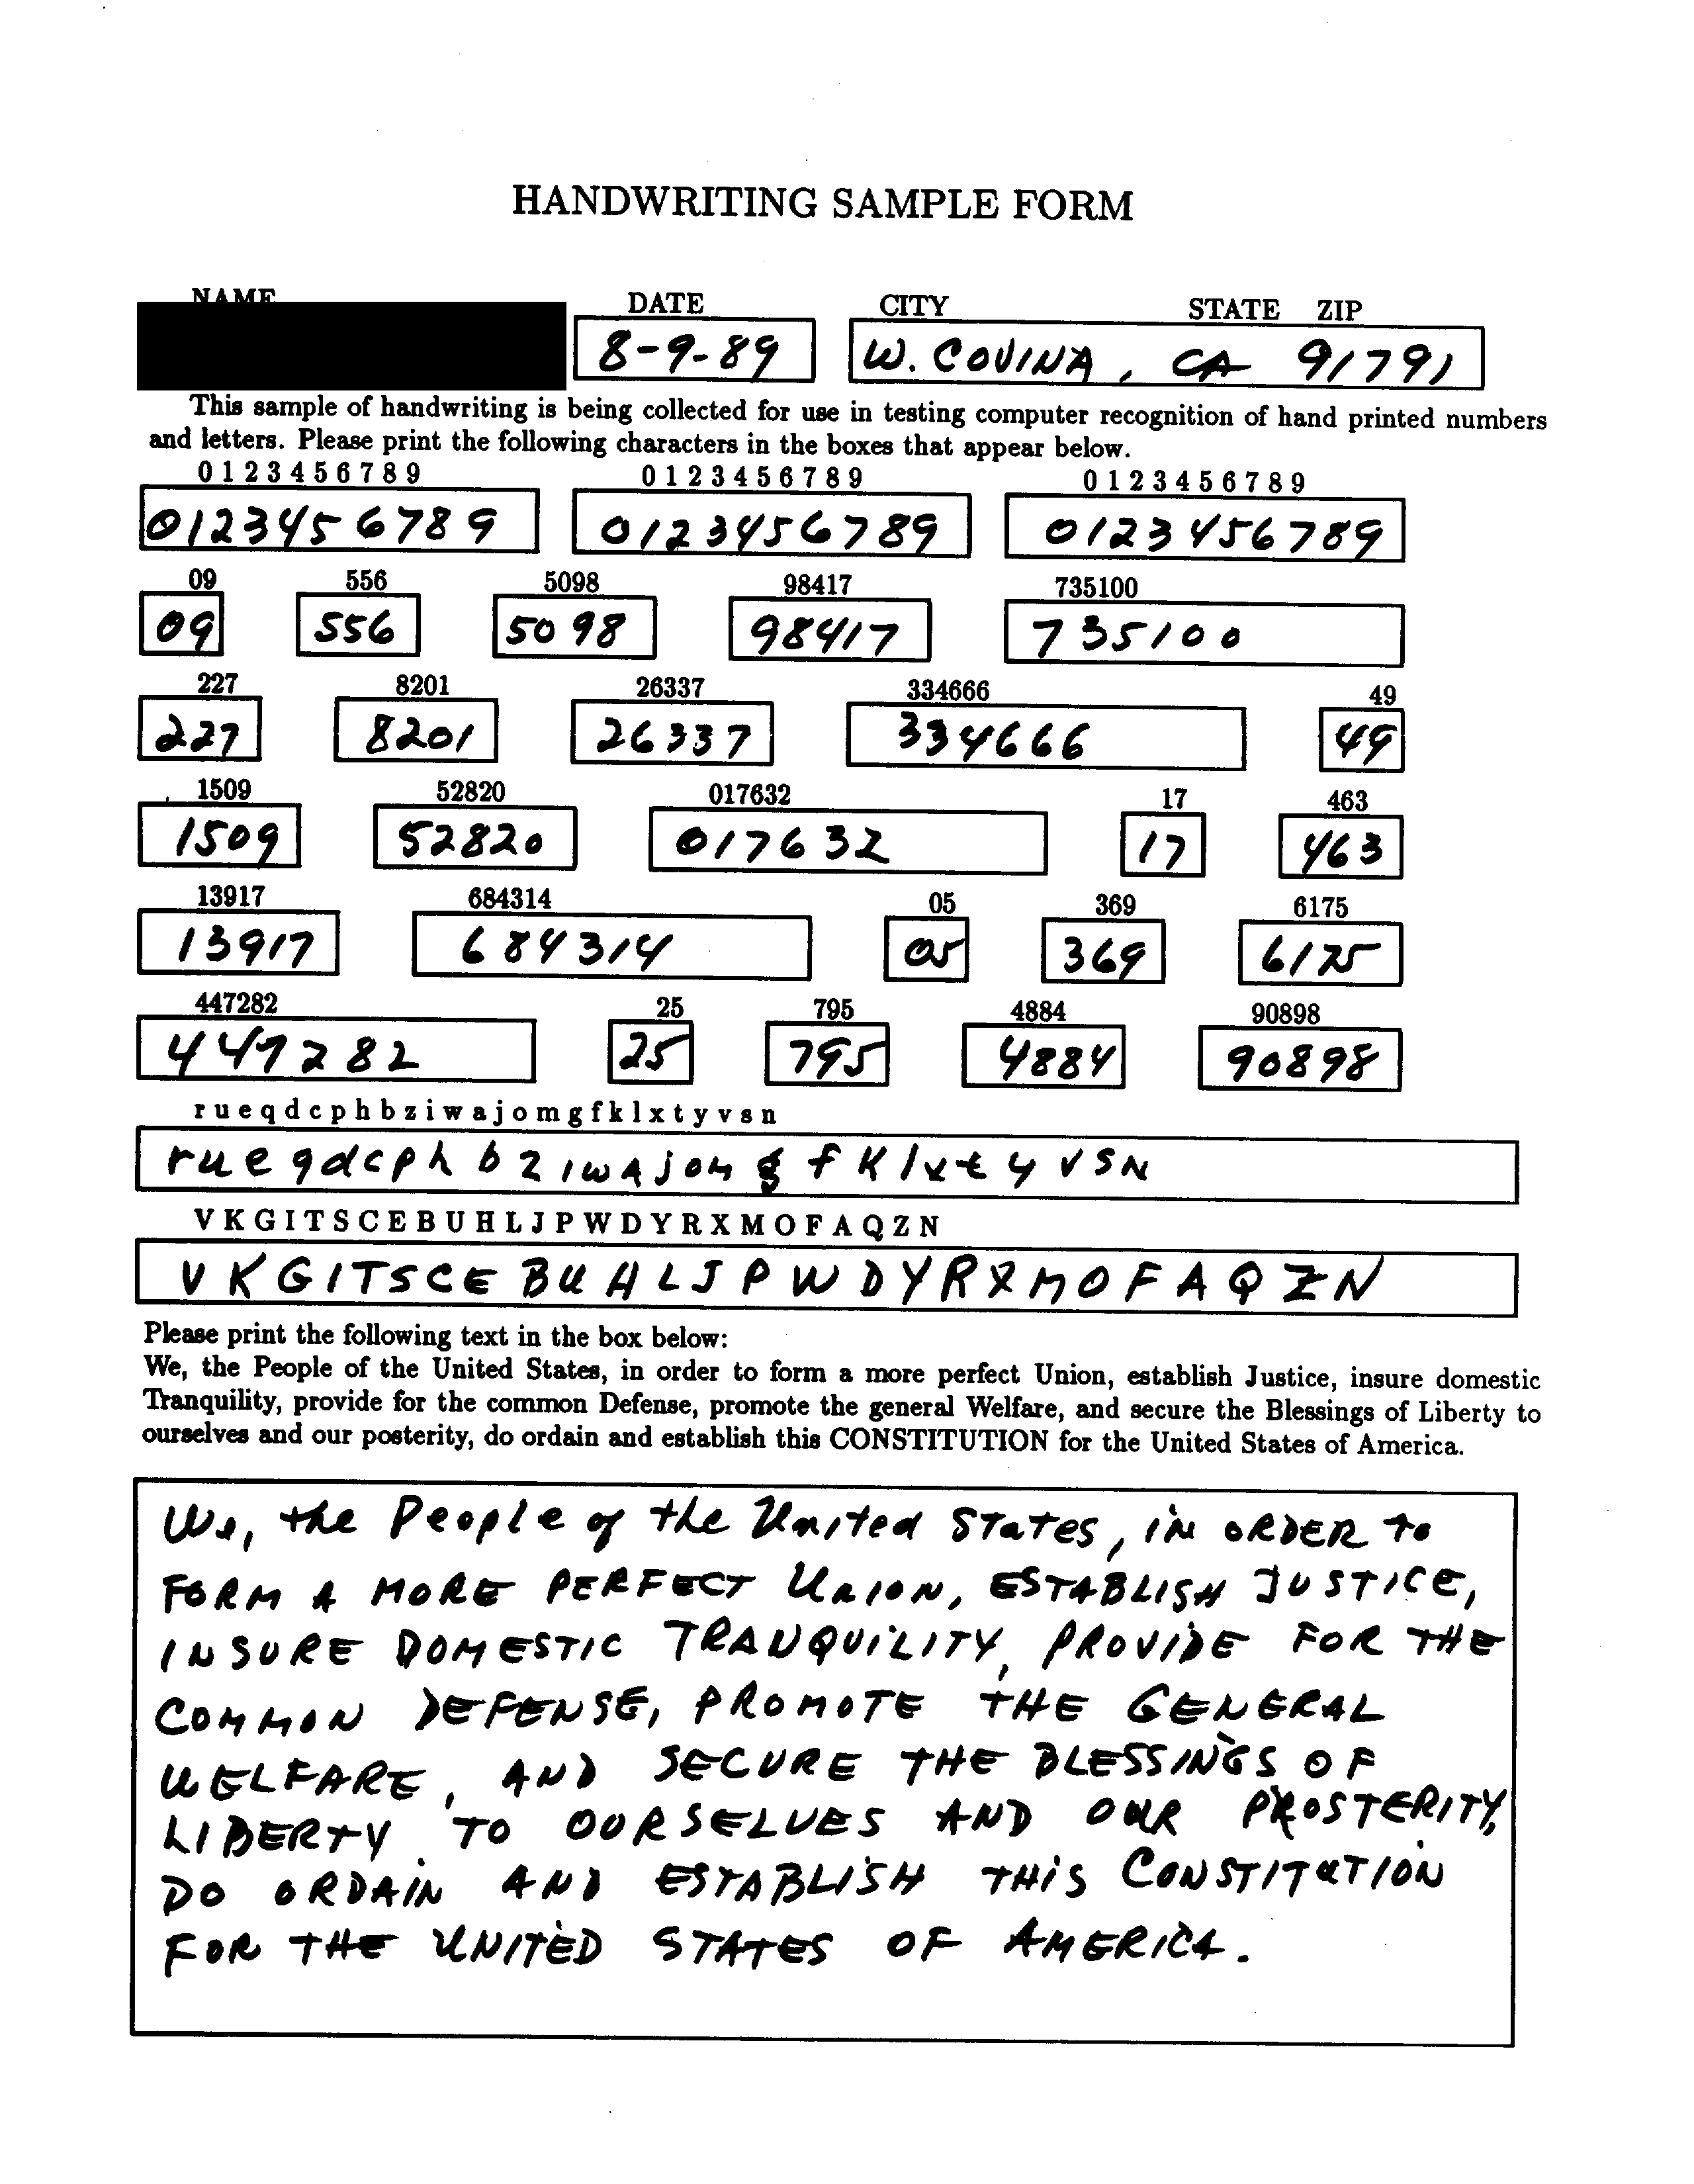 HANDWRITING SAMPLE FORM
NAME DATE CITY STATE ZIP
8-9-89 W. COVINA, CA 91791
This sample of handwriting is being collected for use in testing computer recognition of hand printed numbers
and letters. Please print the following characters in the boxes that appear below.
0 1 2 3 4 5 6 7 8 9 0 1 2 3 4 5 6 7 8 9 0 1 2 3 4 5 6 7 8 9
0123456789 0123456789 0123456789
09 556 5098 98417 735100
09 556 5098 98417 735100
227 8201 26337 334666 49
227 8201 26337 334666 49
1509 52820 017632 17 463
1509 52820 017632 17 463
13917 684314 05 369 6175
13917 684314 05 369 6175
447282 25 795 4884 90898
447282 25 795 4884 90898
r u e q d c p h b z i w a j o m g f k l x t y v s n
r u e q d c p h b z i w A j o m g f K l x t y v s N
V K G I T S C E B U H L J P W D Y R X M O F A Q Z N
V K G I T S C E B U H L J P W D Y R X M O F A Q Z N
Please print the following text in the box below:
We, the People of the United States, in order to form a more perfect Union, establish Justice, insure domestic
Tranquility, provide for the common Defense, promote the general Welfare, and secure the Blessings of Liberty to
ourselves and our posterity, do ordain and establish this CONSTITUTION for the United States of America.
We, the People of the United States, iN ORDER To
FORM A MORE PERFECT UNION, ESTABLISH JUSTICE,
INSURE DOMESTIC TRANQUILITY, PROVIDE FOR THE
COMMON DEFENSE, PROMOTE THE GENERAL
WELFARE, AND SECURE THE BLESSINGS OF
LIBERTY TO OURSELVES AND OUR PROSTERITY,
DO ORDAIN AND ESTABLISH THIS CONSTITUTION
FOR THE UNITED STATES OF AMERICA.